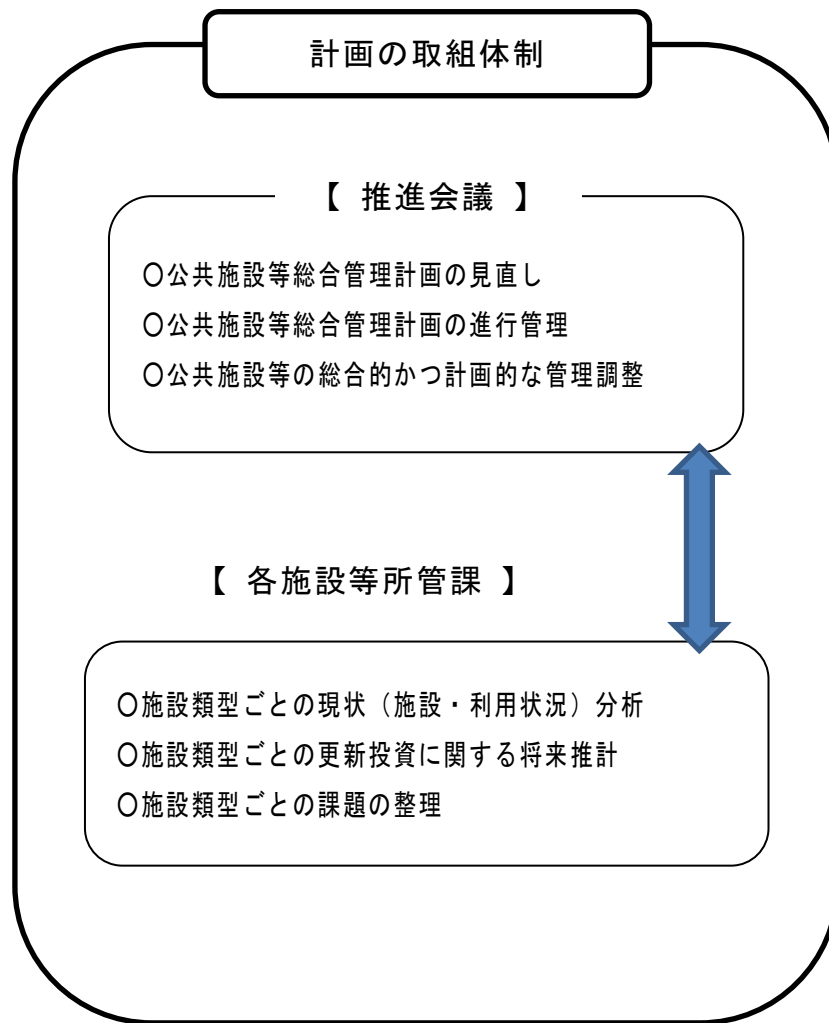 計画の取組体制
【 推進会議 】
〇公共施設等総合管理計画の見直し
〇公共施設等総合管理計画の進行管理
〇公共施設等の総合的かつ計画的な管理調整
【 各施設等所管課 】
〇施設類型ごとの現状（施設・利用状況）分析
〇施設類型ごとの更新投資に関する将来推計
〇施設類型ごとの課題の整理